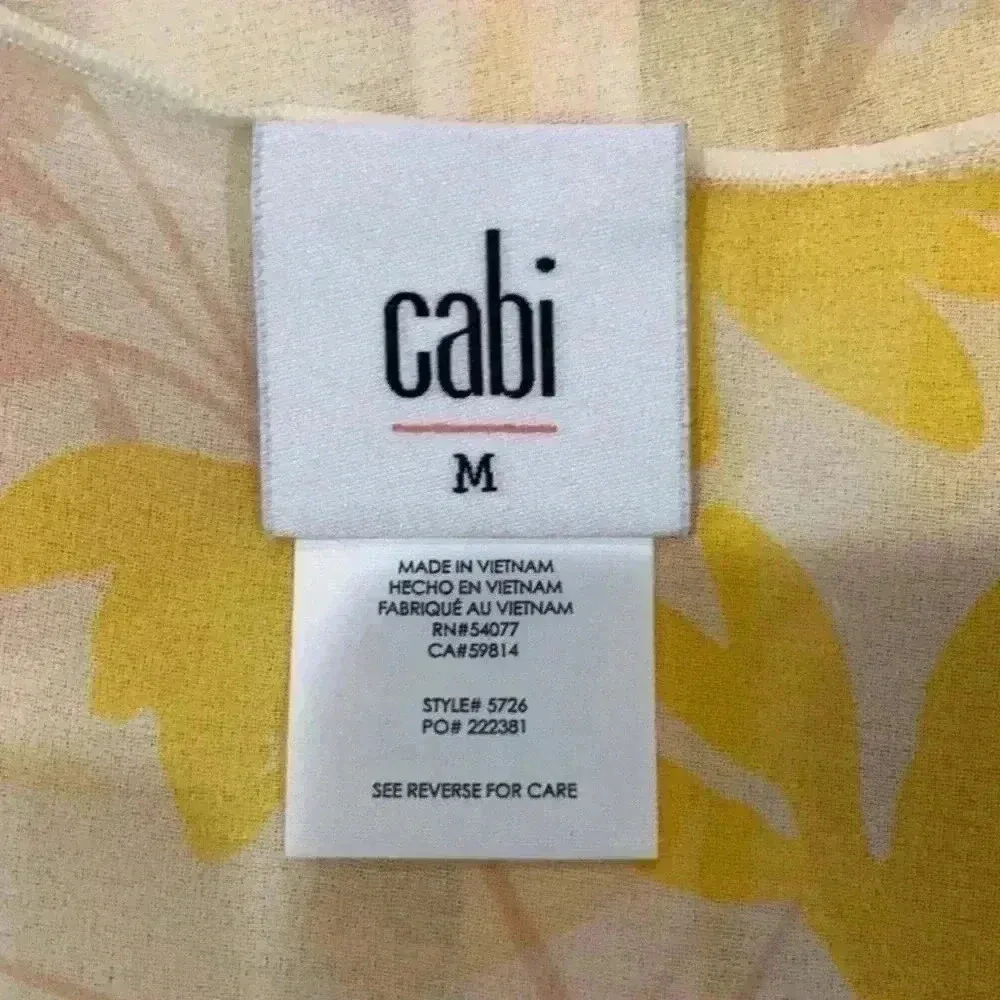 cabi
M
MADE IN VIETNAM
HECHO EN VIETNAM
FABRIQUÉ AU VIETNAM
RN#54077
CA#59814
STYLE# 5726
PO# 222381
SEE REVERSE FOR CARE